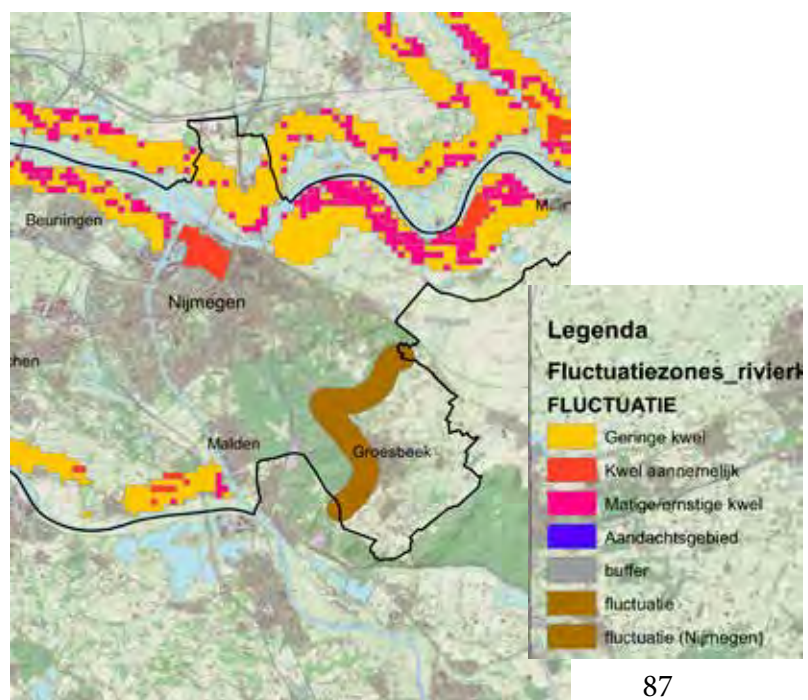 Beuningen
Nijmegen
chen
Malden
Groesbeek
Legenda
Fluctuatiezones_rivierk
FLUCTUATIE
Geringe kwel
Kwel aannemelijk
Matige/ernstige kwel
Aandachtsgebied
buffer
fluctuatie
fluctuatie (Nijmegen)
87